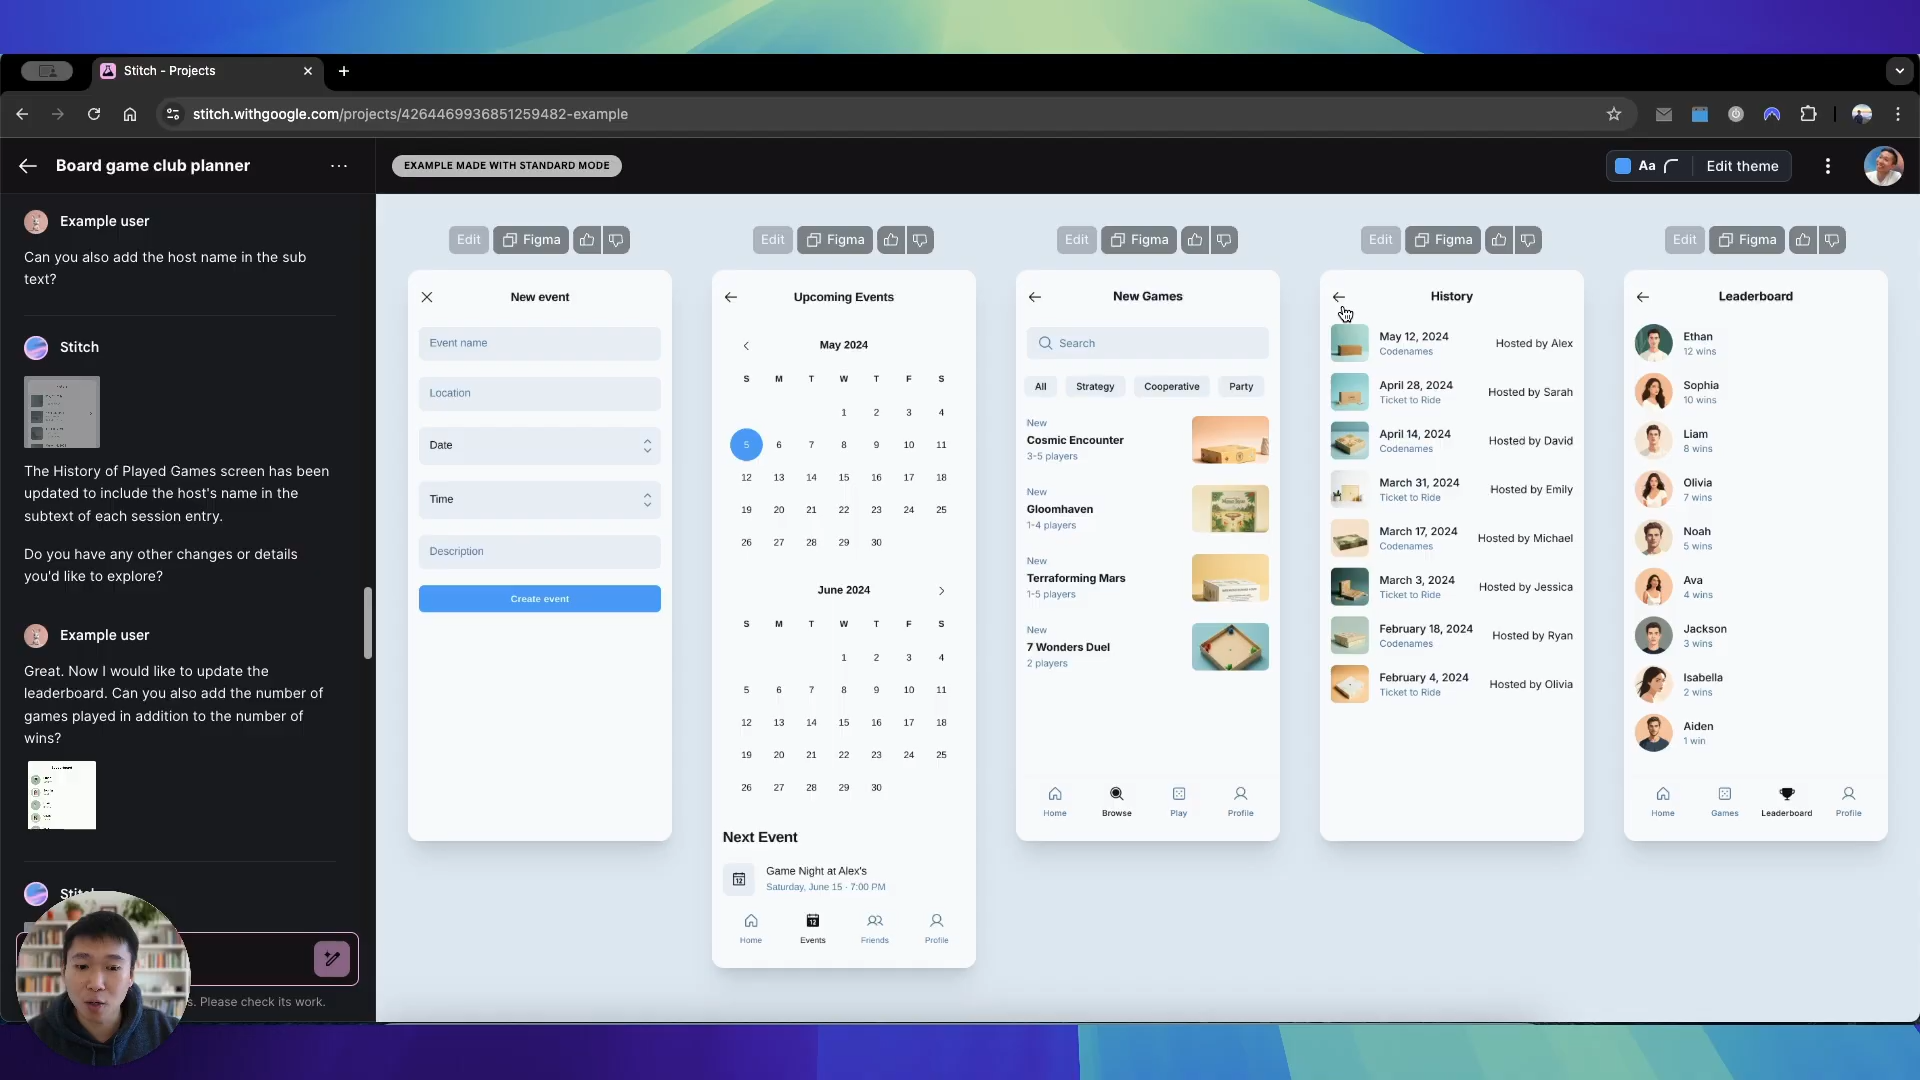 Stitch - Projects
stitch.withgoogle.com/projects/4264469936851259482-example
Board game club planner
EXAMPLE MADE WITH STANDARD MODE
Aa
Edit theme
Example user
Can you also add the host name in the sub
text?
Stitch
The History of Played Games screen has been
updated to include the host's name in the
subtext of each session entry.
Do you have any other changes or details
you'd like to explore?
Example user
Great. Now I would like to update the
leaderboard. Can you also add the number of
games played in addition to the number of
wins?
s. Please check its work.
Edit
Figma
New event
Event name
Location
Date
Time
Description
Create event
Edit
Figma
Upcoming Events
May 2024
S M T W T F S
1 2 3 4
5 6 7 8 9 10 11
12 13 14 15 16 17 18
19 20 21 22 23 24 25
26 27 28 29 30
June 2024
S M T W T F S
1 2 3 4
5 6 7 8 9 10 11
12 13 14 15 16 17 18
19 20 21 22 23 24 25
26 27 28 29 30
Next Event
Game Night at Alex's
Saturday, June 15 · 7:00 PM
Home Events Friends Profile
Edit
Figma
New Games
Search
All Strategy Cooperative Party
New
Cosmic Encounter
3-5 players
New
Gloomhaven
1-4 players
New
Terraforming Mars
1-5 players
New
7 Wonders Duel
2 players
Home Browse Play Profile
Edit
Figma
History
May 12, 2024
Codenames
Hosted by Alex
April 28, 2024
Ticket to Ride
Hosted by Sarah
April 14, 2024
Codenames
Hosted by David
March 31, 2024
Ticket to Ride
Hosted by Emily
March 17, 2024
Codenames
Hosted by Michael
March 3, 2024
Ticket to Ride
Hosted by Jessica
February 18, 2024
Codenames
Hosted by Ryan
February 4, 2024
Ticket to Ride
Hosted by Olivia
Edit
Figma
Leaderboard
Ethan
12 wins
Sophia
10 wins
Liam
8 wins
Olivia
7 wins
Noah
5 wins
Ava
4 wins
Jackson
3 wins
Isabella
2 wins
Aiden
1 win
Home Games Leaderboard Profile